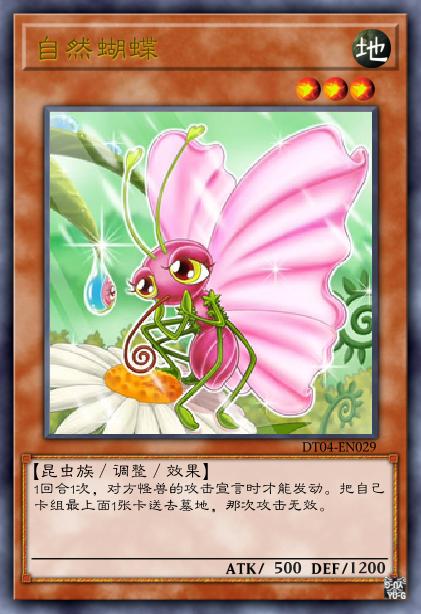 自然蝴蝶
地
DT04-EN029
【昆虫族／调整／效果】
1回合1次，对方怪兽的攻击宣言时才能发动。把自己
卡组最上面1张卡送去墓地，那次攻击无效。
ATK/ 500 DEF/1200